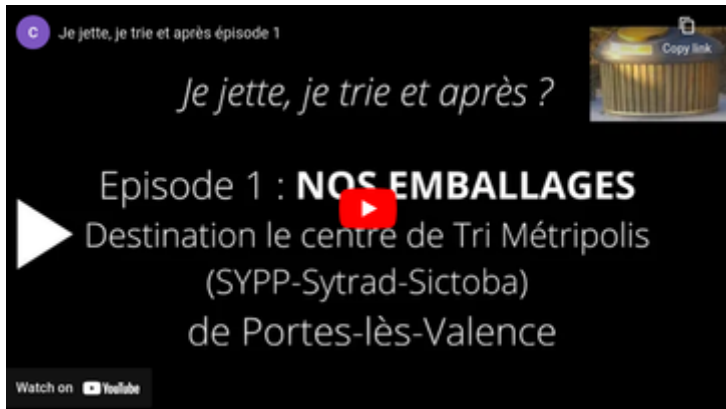 C
Je jette, je trie et après épisode 1
Copy link
Je jette, je trie et après ?
Episode 1 : NOS EMBALLAGES
Destination le centre de Tri Métripolis
(SYPP-Sytrad-Sictoba)
de Portes-lès-Valence
Watch on YouTube